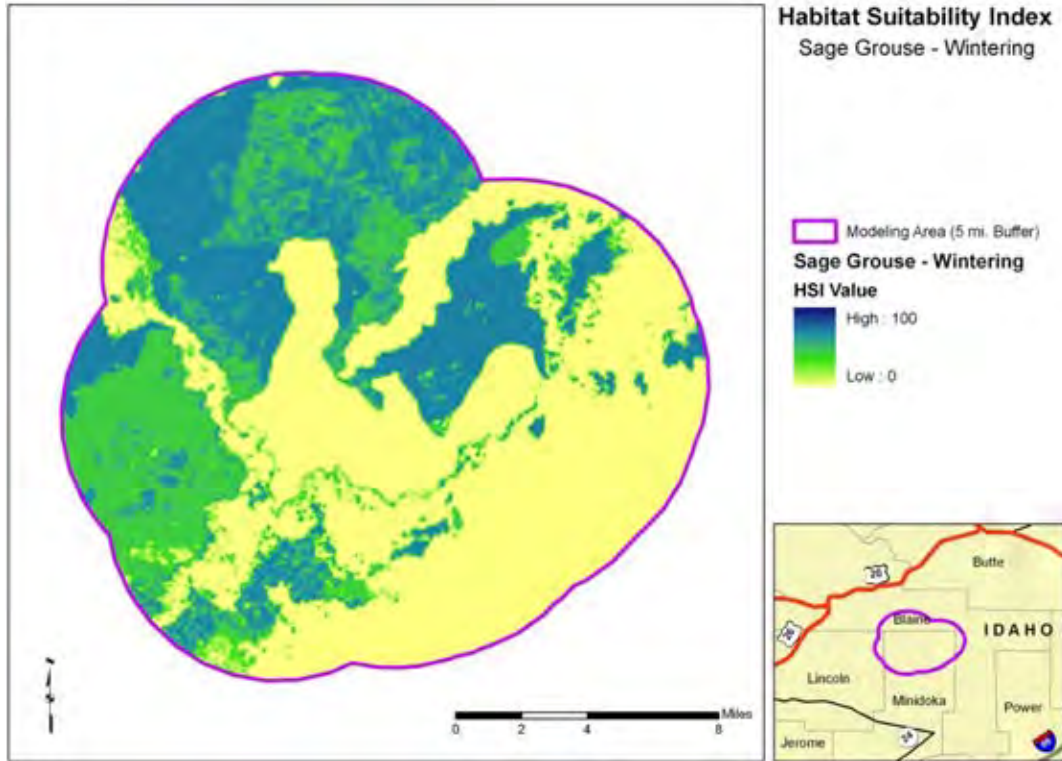 Habitat Suitability Index
Sage Grouse - Wintering
Modeling Area (5 mi. Buffer)
Sage Grouse - Wintering
HSI Value
High : 100
Low : 0
Miles
0 2 4 8
Butte
26
Blaine
IDAHO
26
Lincoln
Minidoka
Power
24
Jerome